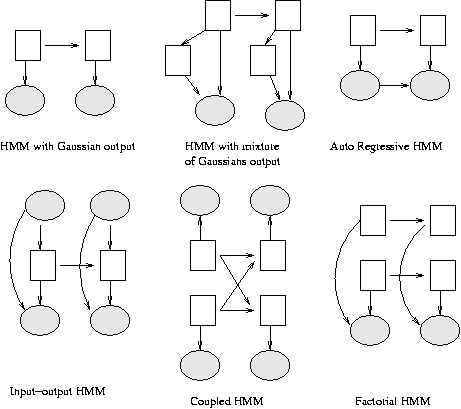 HMM with Gaussian output
HMM with mixture
of Gaussians output
Auto Regressive HMM
Input-output HMM
Coupled HMM
Factorial HMM